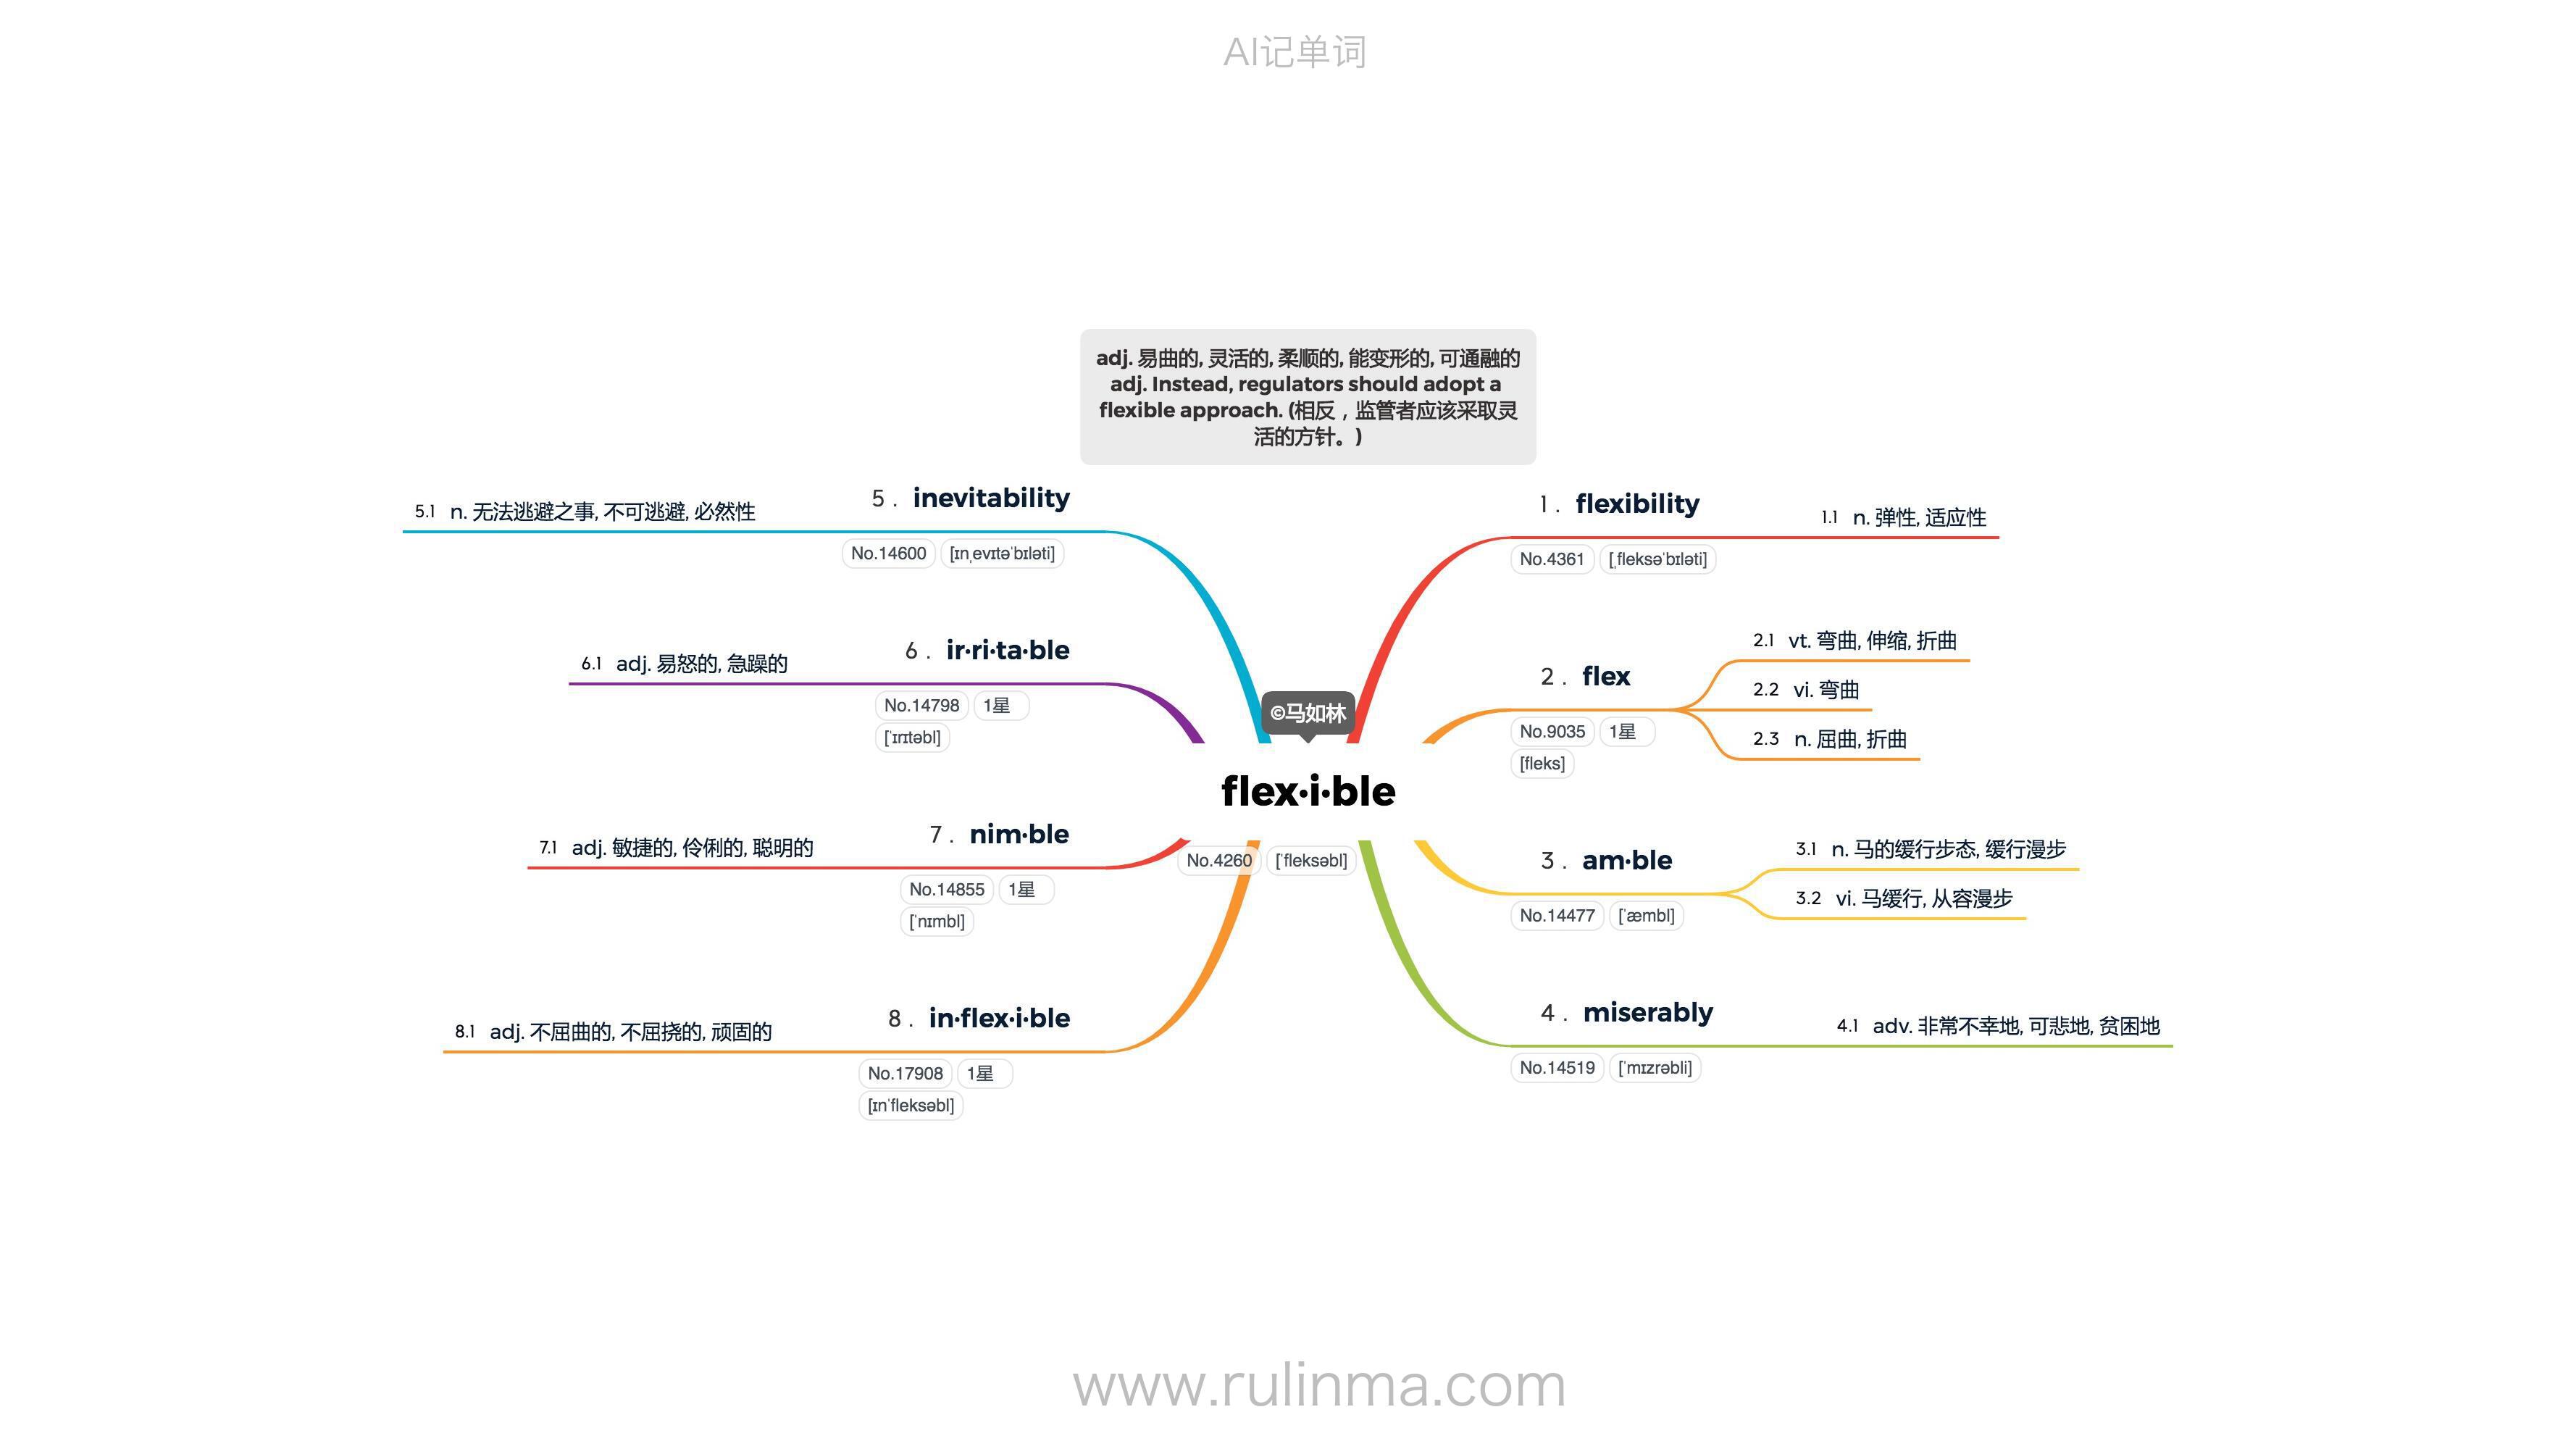 AI记单词
adj. 易曲的, 灵活的, 柔顺的, 能变形的, 可通融的
adj. Instead, regulators should adopt a
flexible approach. (相反，监管者应该采取灵
活的方针。)
©马如林
flex·i·ble
No.4260 [ˈfleksəbl]
1 . flexibility
No.4361 [ˌfleksəˈbɪləti]
1.1 n. 弹性, 适应性
2 . flex
No.9035 1星
[fleks]
2.1 vt. 弯曲, 伸缩, 折曲
2.2 vi. 弯曲
2.3 n. 屈曲, 折曲
3 . am·ble
No.14477 [ˈæmbl]
3.1 n. 马的缓行步态, 缓行漫步
3.2 vi. 马缓行, 从容漫步
4 . miserably
No.14519 [ˈmɪzrəbli]
4.1 adv. 非常不幸地, 可悲地, 贫困地
5 . inevitability
No.14600 [ɪnˌevɪtəˈbɪləti]
5.1 n. 无法逃避之事, 不可逃避, 必然性
6 . ir·ri·ta·ble
No.14798 1星
[ˈɪrɪtəbl]
6.1 adj. 易怒的, 急躁的
7 . nim·ble
No.14855 1星
[ˈnɪmbl]
7.1 adj. 敏捷的, 伶俐的, 聪明的
8 . in·flex·i·ble
No.17908 1星
[ɪnˈfleksəbl]
8.1 adj. 不屈曲的, 不屈挠的, 顽固的
www.rulinma.com